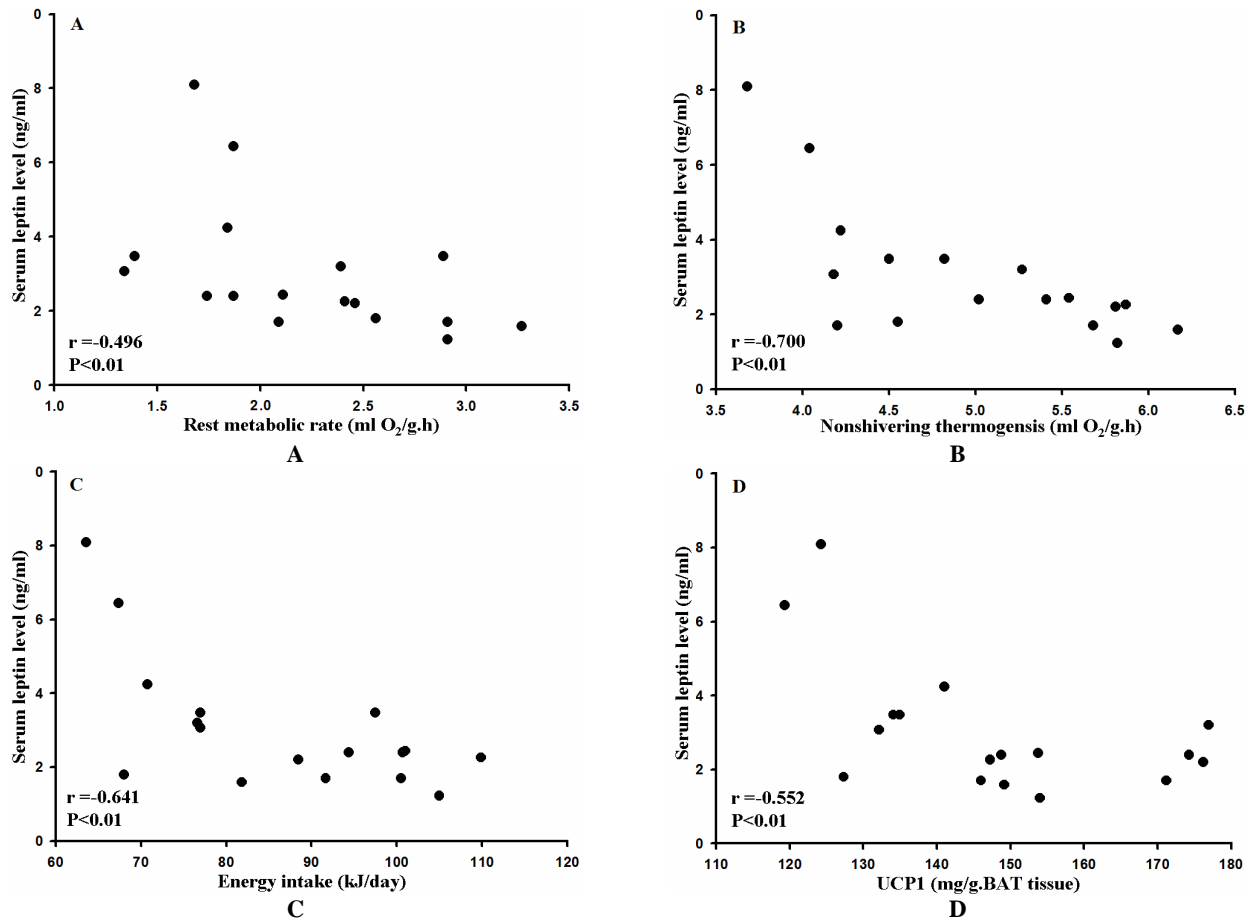 A
Serum leptin level (ng/ml)
0
8
6
4
2
0
r =-0.496
P<0.01
1.0 1.5 2.0 2.5 3.0 3.5
Rest metabolic rate (ml O2/g.h)
A
B
Serum leptin level (ng/ml)
0
8
6
4
2
0
r =-0.700
P<0.01
3.5 4.0 4.5 5.0 5.5 6.0 6.5
Nonshivering thermogensis (ml O2/g.h)
B
C
Serum leptin level (ng/ml)
0
8
6
4
2
0
r =-0.641
P<0.01
60 70 80 90 100 110 120
Energy intake (kJ/day)
C
D
Serum leptin level (ng/ml)
0
8
6
4
2
0
r =-0.552
P<0.01
110 120 130 140 150 160 170 180
UCP1 (mg/g.BAT tissue)
D